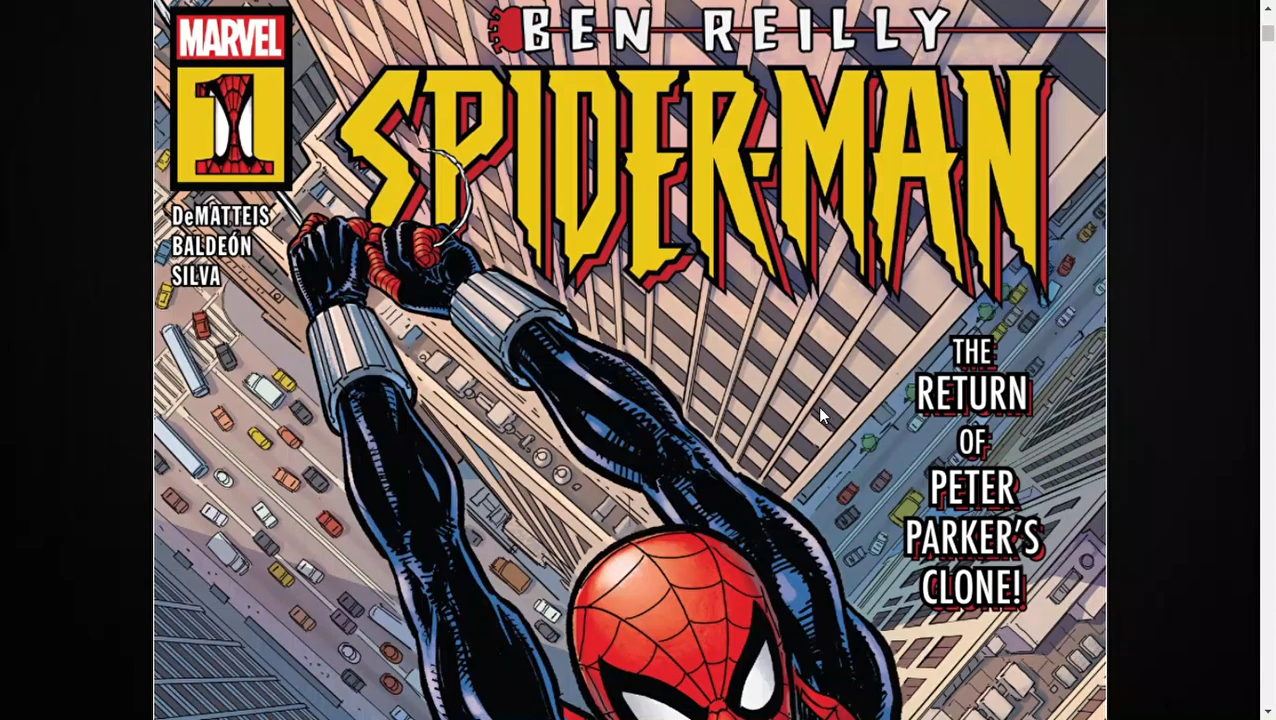 BEN REILLY
MARVEL
SPIDER-MAN
1
DeMATTEIS
BALDEÓN
SILVA
THE
RETURN
OF
PETER
PARKER'S
CLONE!